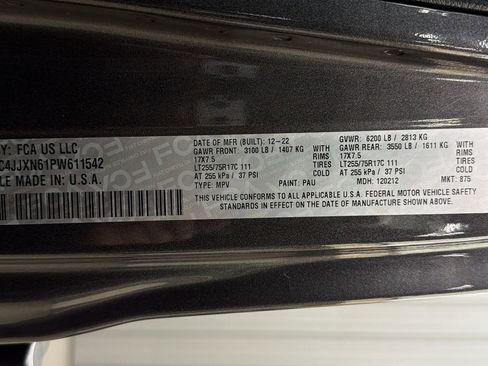 BY: FCA US LLC
DATE OF MFR (BUILT): 12-22
GVWR: 6200 LB / 2813 KG
GAWR FRONT: 3100 LB / 1407 KG WITH
GAWR REAR: 3550 LB / 1611 KG WITH
C4JJXN61PW611542
17X7.5 RIMS
17X7.5 RIMS
LT255/75R17C 111 TIRES
LT255/75R17C 111 TIRES
AT 255 kPa / 37 PSI COLD
AT 255 kPa / 37 PSI COLD
LE MADE IN: U.S.A.
TYPE: MPV PAINT: PAU MDH: 120212 MKT: 875
THIS VEHICLE CONFORMS TO ALL APPLICABLE U.S.A. FEDERAL MOTOR VEHICLE SAFETY
STANDARDS IN EFFECT ON THE DATE OF MANUFACTURE SHOWN ABOVE.